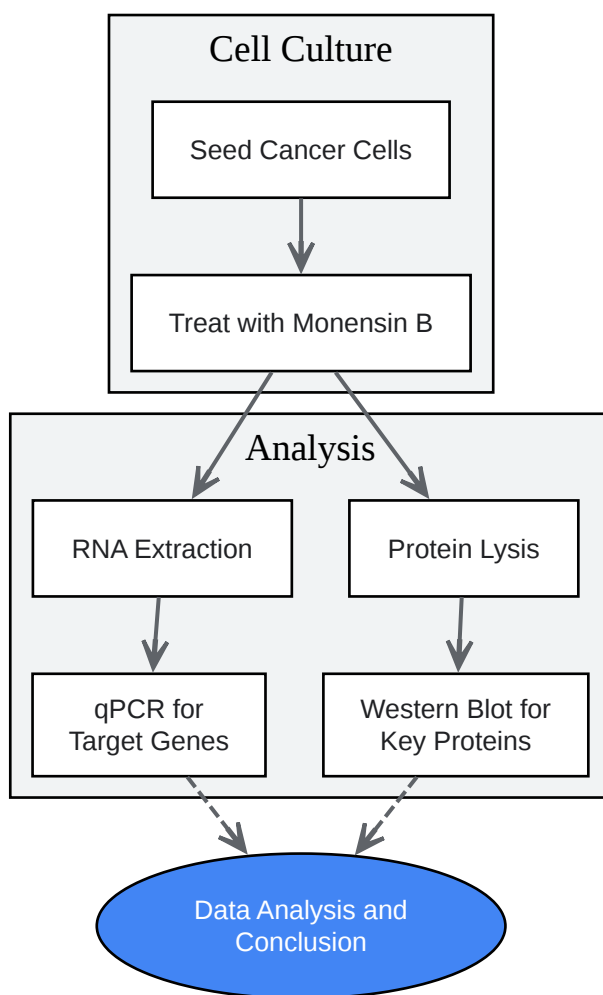 Cell Culture
Seed Cancer Cells
Treat with Monensin B
Analysis
RNA Extraction
Protein Lysis
qPCR for
Target Genes
Western Blot for
Key Proteins
Data Analysis and
Conclusion